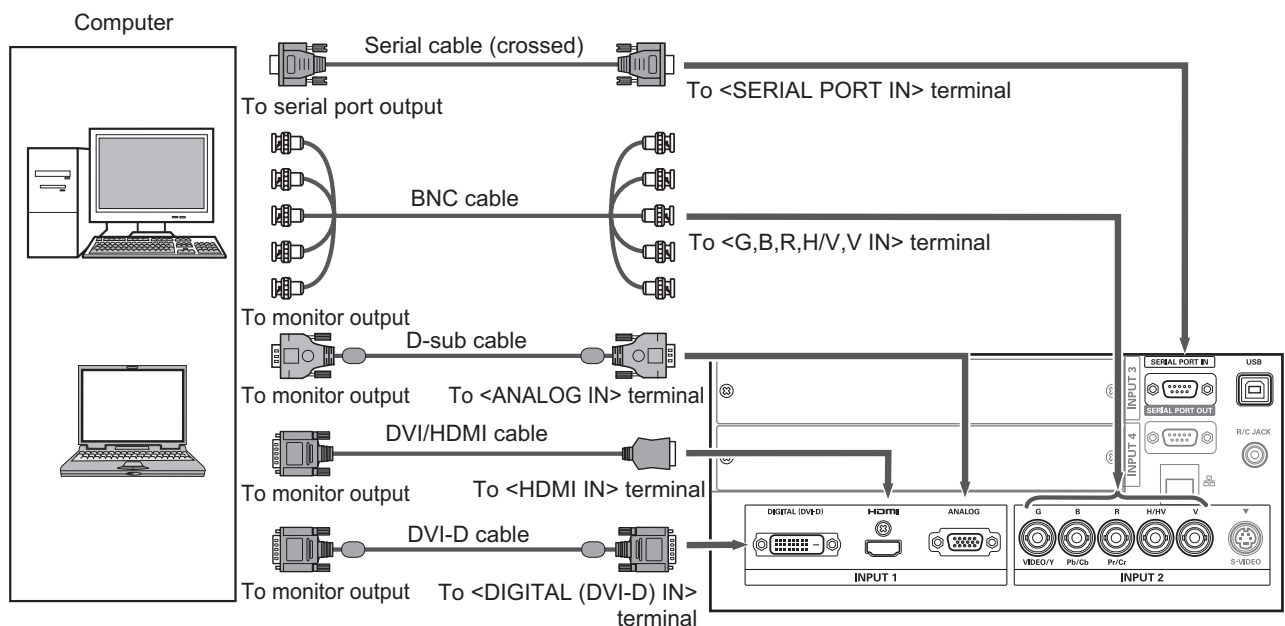 Computer
Serial cable (crossed)
To serial port output
To <SERIAL PORT IN> terminal
BNC cable
To monitor output
To <G,B,R,H/V,V IN> terminal
D-sub cable
To monitor output
To <ANALOG IN> terminal
DVI/HDMI cable
To monitor output
To <HDMI IN> terminal
DVI-D cable
To monitor output
To <DIGITAL (DVI-D) IN>
terminal
INPUT 3
SERIAL PORT IN
USB
SERIAL PORT OUT
INPUT 4
R/C JACK
DIGITAL (DVI-D)
HDMI
ANALOG
INPUT 1
G
B
R
H/HV
V
VIDEO/Y
Pb/Cb
Pr/Cr
S-VIDEO
INPUT 2